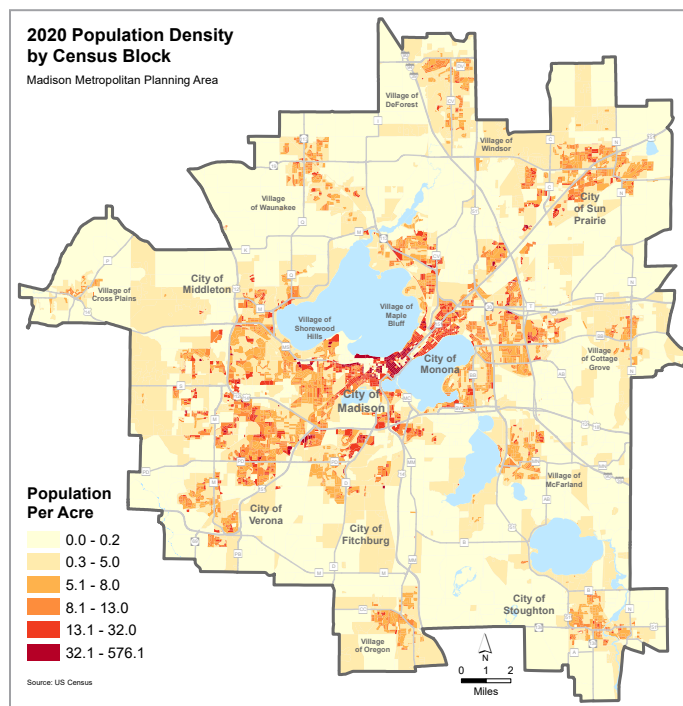 2020 Population Density
by Census Block
Madison Metropolitan Planning Area
Village of
DeForest
Village of
Windsor
City
of Sun
Prairie
Village
of Waunakee
City of
Middleton
Village of
Cross Plains
Village of
Shorewood
Hills
Village of
Maple
Bluff
City of
Monona
Village
of Cottage
Grove
City of
Madison
Village of
McFarland
City of
Verona
City of
Fitchburg
City of
Stoughton
Village
of Oregon
Population
Per Acre
0.0 - 0.2
0.3 - 5.0
5.1 - 8.0
8.1 - 13.0
13.1 - 32.0
32.1 - 576.1
Source: US Census
N
0 1 2
Miles